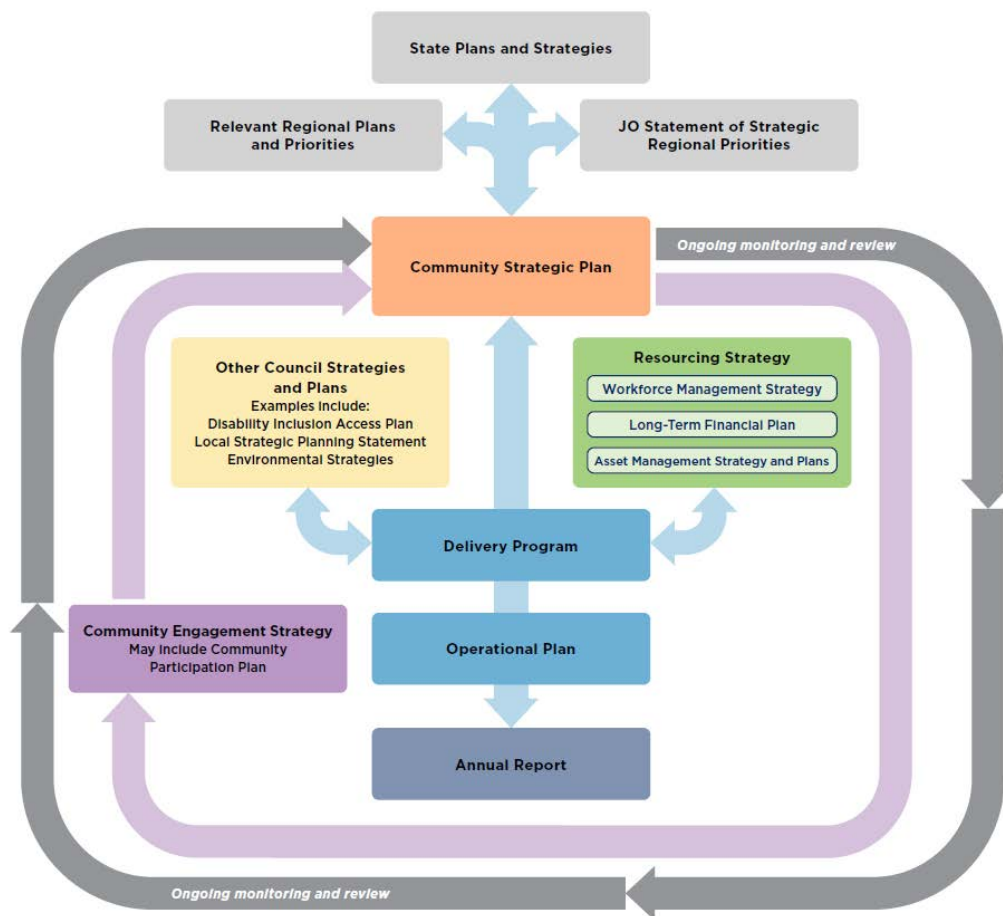 State Plans and Strategies
Relevant Regional Plans
and Priorities
JO Statement of Strategic
Regional Priorities
Community Strategic Plan
Ongoing monitoring and review
Other Council Strategies
and Plans
Examples Include:
Disability Inclusion Access Plan
Local Strategic Planning Statement
Environmental Strategies
Resourcing Strategy
Workforce Management Strategy
Long-Term Financial Plan
Asset Management Strategy and Plans
Delivery Program
Community Engagement Strategy
May Include Community
Participation Plan
Operational Plan
Annual Report
Ongoing monitoring and review